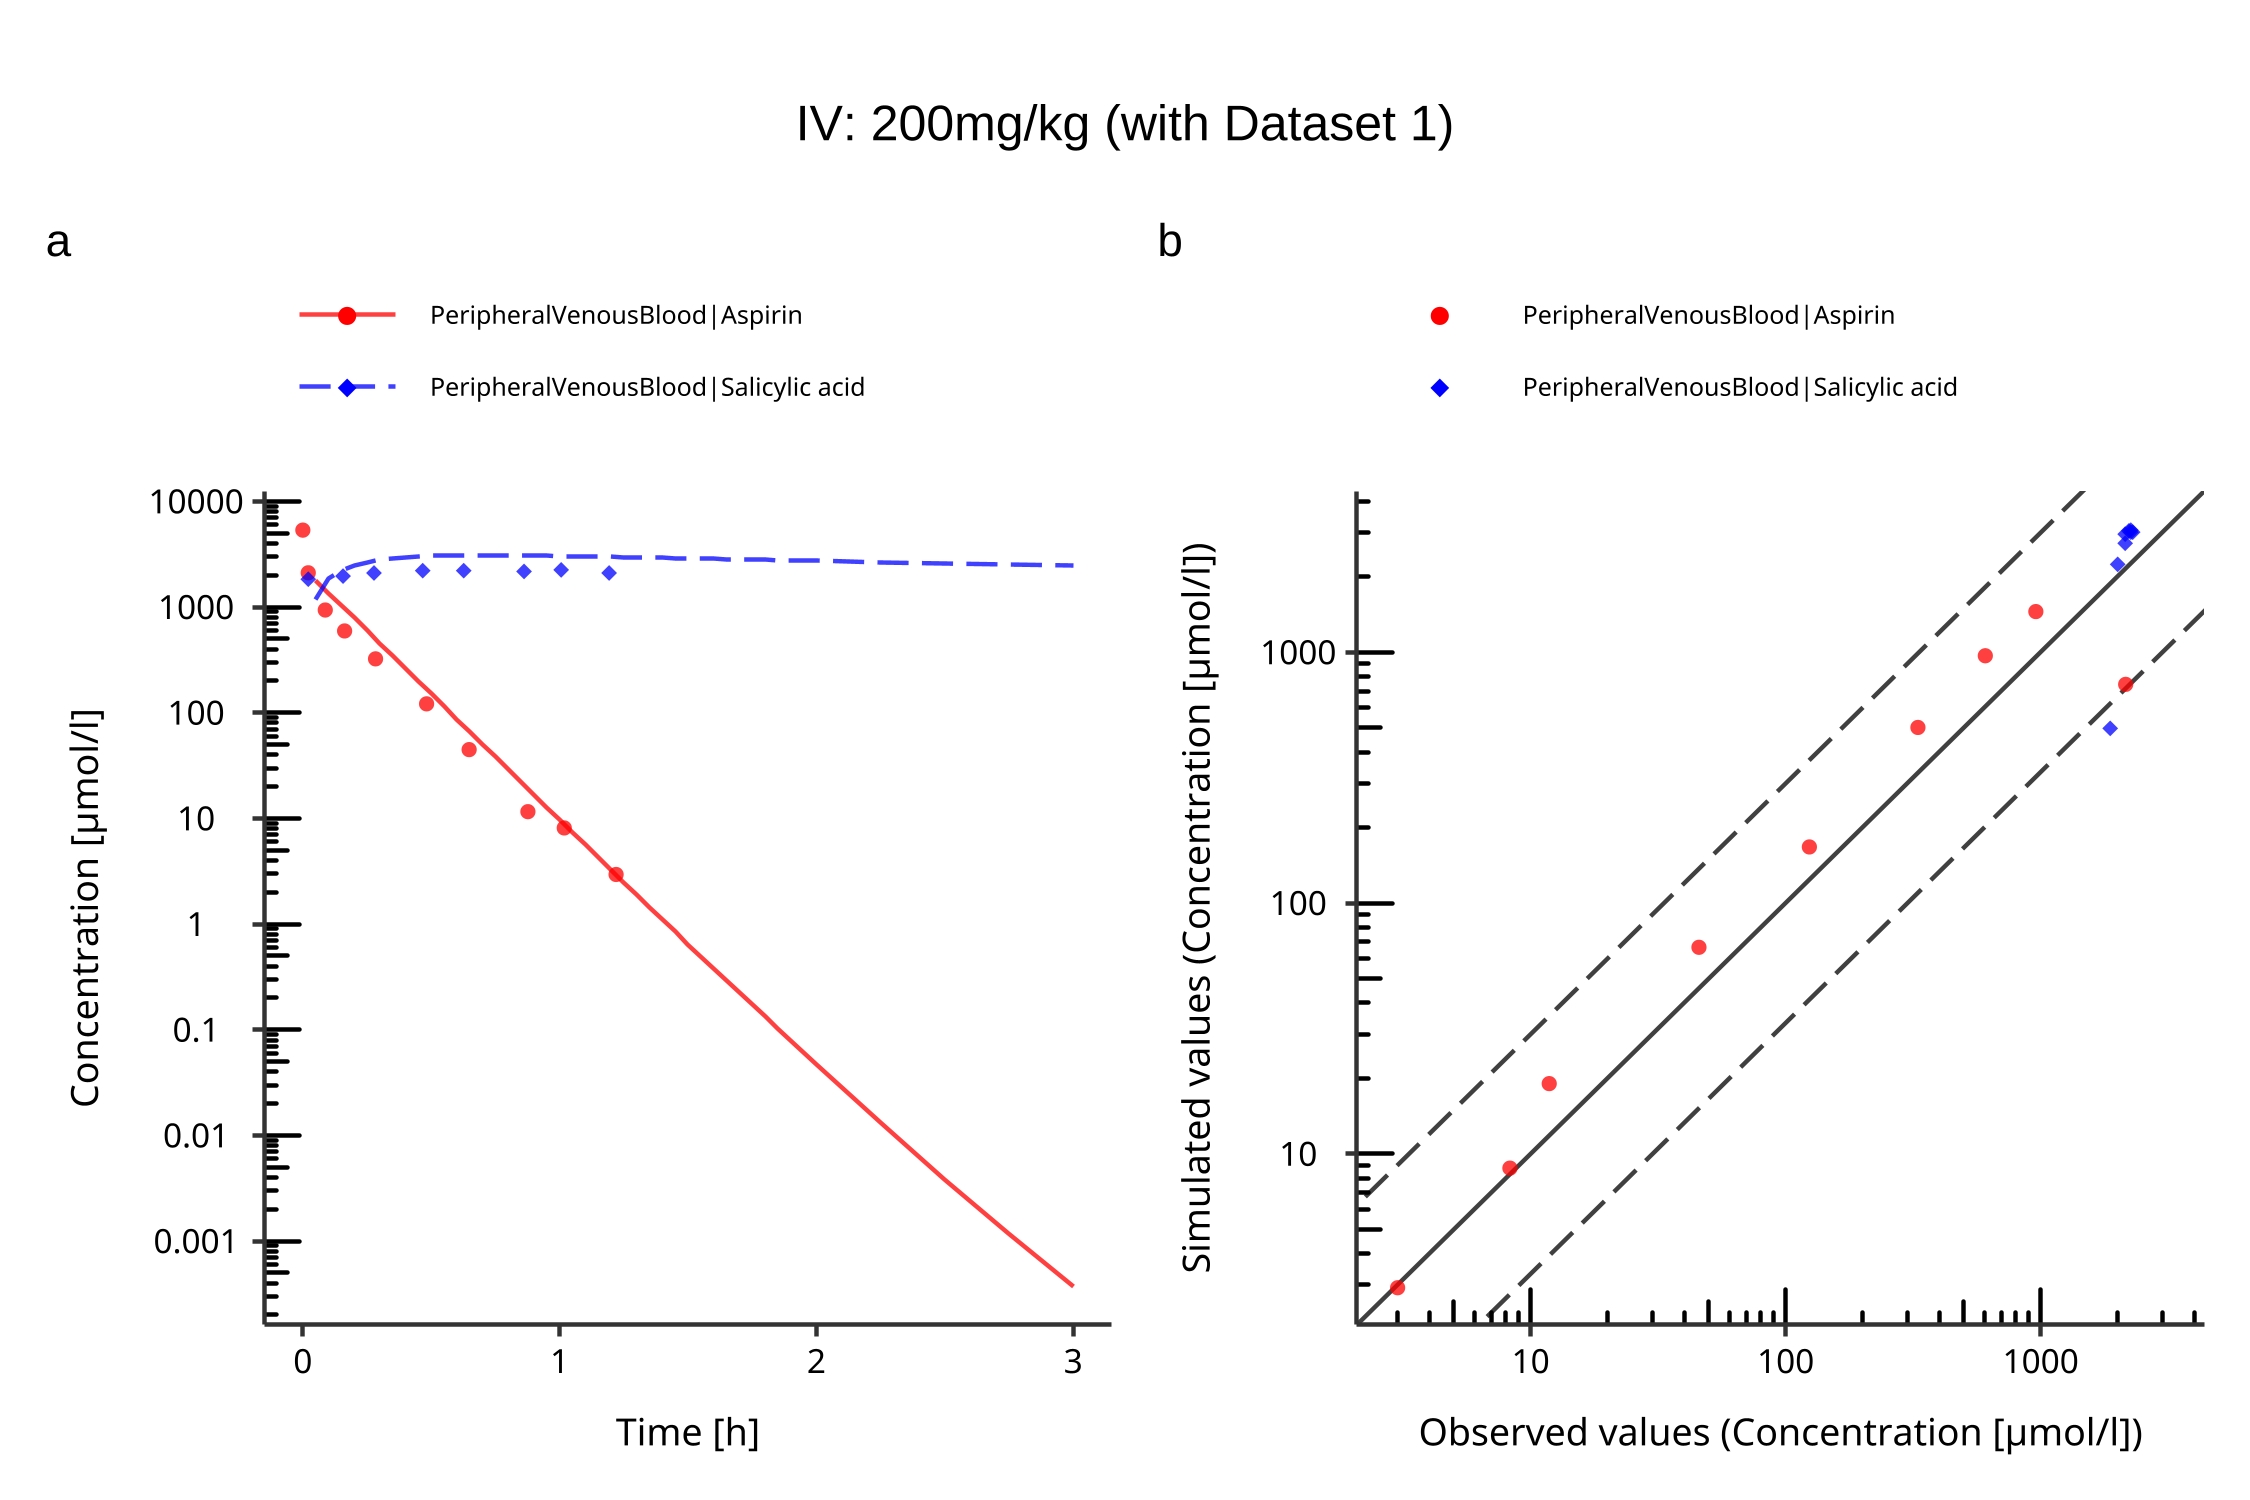 IV: 200mg/kg (with Dataset 1)
a
PeripheralVenousBlood|Aspirin
PeripheralVenousBlood|Salicylic acid
10000
1000
100
10
1
0.1
0.01
0.001
Concentration [µmol/l]
0 1 2 3
Time [h]
b
PeripheralVenousBlood|Aspirin
PeripheralVenousBlood|Salicylic acid
1000
100
10
Simulated values (Concentration [µmol/l])
10 100 1000
Observed values (Concentration [µmol/l])